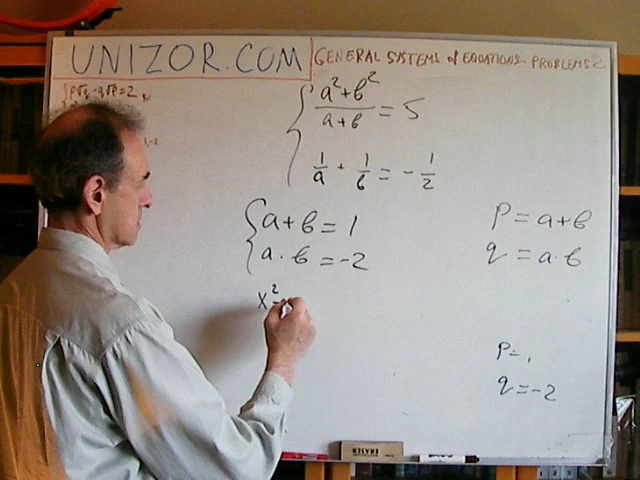 UNIZOR.COM
GENERAL SYSTEMS of EQUATIONS - PROBLEMS 2
a²+b²
a+b = 5
1/a + 1/b = -1/2
a+b = 1
a·b = -2
x²-
p = a+b
q = a·b
p=1
q=-2
ERASER